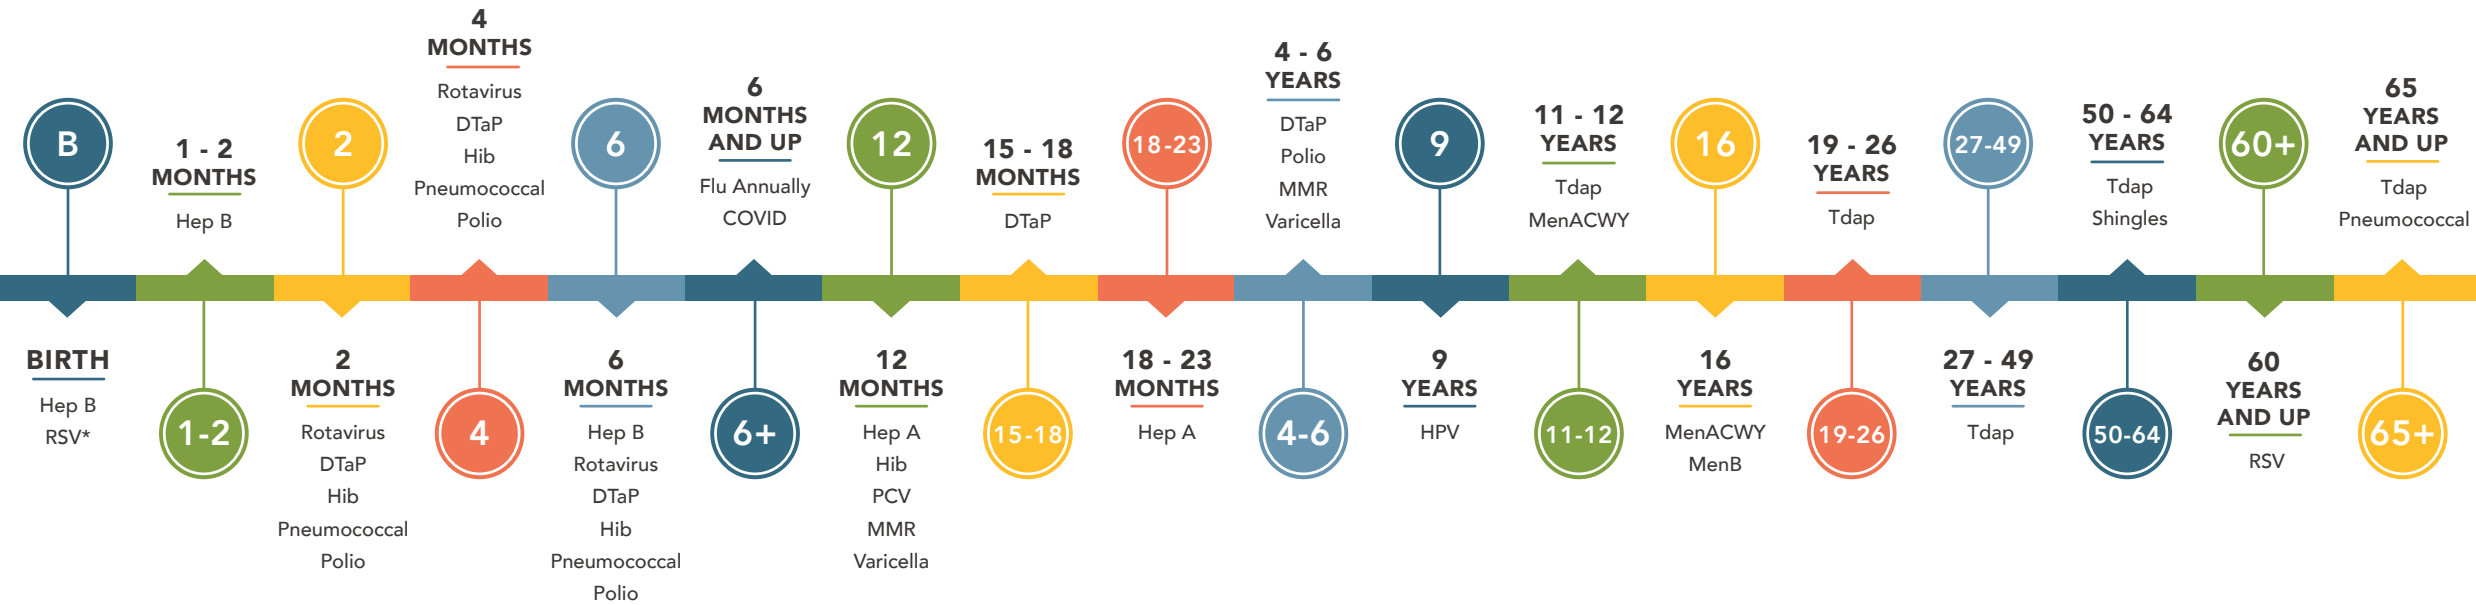 B
BIRTH
Hep B
RSV*
1 - 2
MONTHS
Hep B
1-2
2
2
MONTHS
Rotavirus
DTaP
Hib
Pneumococcal
Polio
4
MONTHS
Rotavirus
DTaP
Hib
Pneumococcal
Polio
4
6
6
MONTHS
Hep B
Rotavirus
DTaP
Hib
Pneumococcal
Polio
6
MONTHS
AND UP
Flu Annually
COVID
6+
12
12
MONTHS
Hep A
Hib
PCV
MMR
Varicella
15 - 18
MONTHS
DTaP
15-18
18-23
18 - 23
MONTHS
Hep A
4 - 6
YEARS
DTaP
Polio
MMR
Varicella
4-6
9
9
YEARS
HPV
11 - 12
YEARS
Tdap
MenACWY
11-12
16
16
YEARS
MenACWY
MenB
19 - 26
YEARS
Tdap
19-26
27-49
27 - 49
YEARS
Tdap
50 - 64
YEARS
Tdap
Shingles
50-64
60+
60
YEARS
AND UP
RSV
65
YEARS
AND UP
Tdap
Pneumococcal
65+